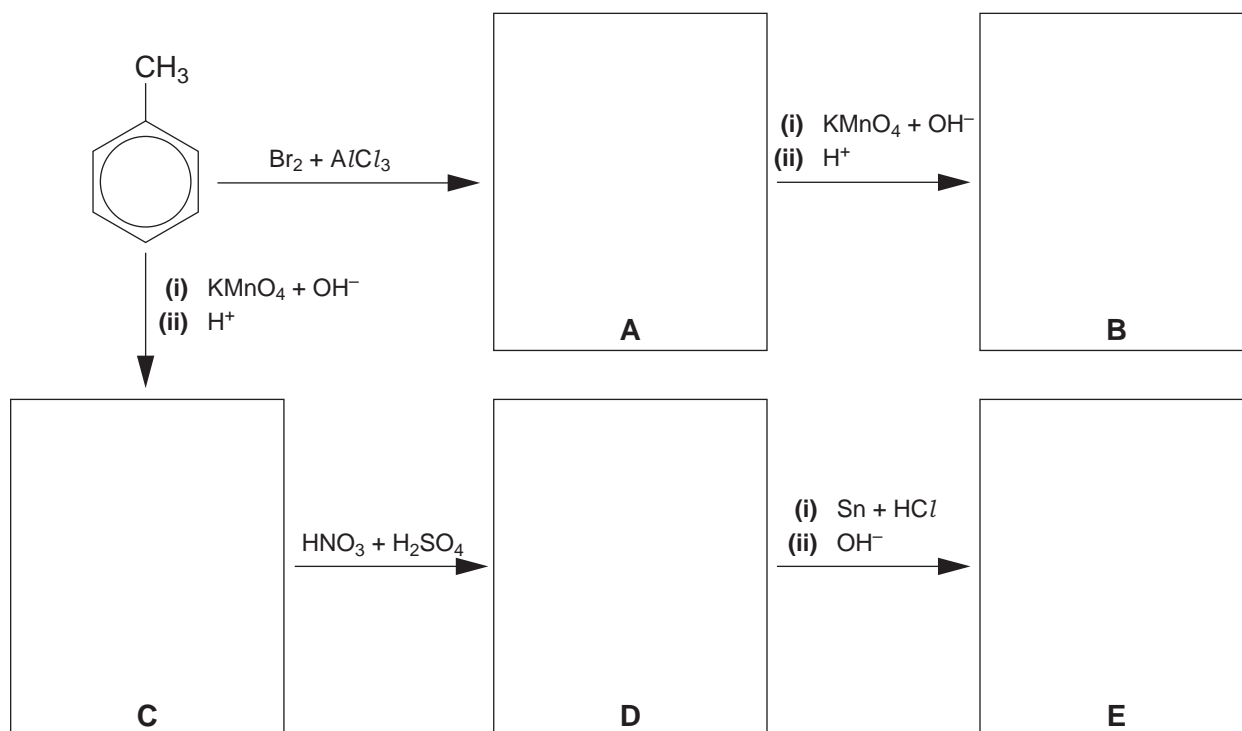 CH₃
Br₂ + AlCl₃
(i) KMnO₄ + OH⁻
(ii) H⁺
A
B
(i) KMnO₄ + OH⁻
(ii) H⁺
HNO₃ + H₂SO₄
(i) Sn + HCl
(ii) OH⁻
C
D
E